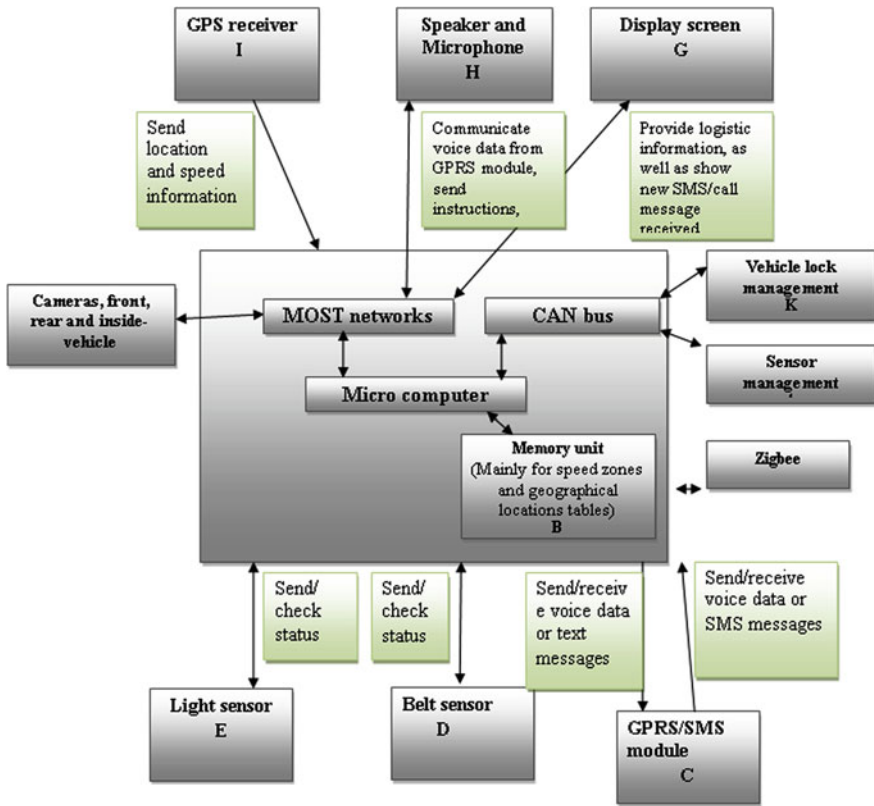 GPS receiver
I
Speaker and
Microphone
H
Display screen
G
Send
location
and speed
information
Communicate
voice data from
GPRS module,
send
instructions,
Provide logistic
information, as
well as show
new SMS/call
message
received
Cameras, front,
rear and inside-
vehicle
MOST networks
CAN bus
Micro computer
Memory unit
(Mainly for speed zones
and geographical
locations tables)
B
Vehicle lock
management
K
Sensor
management
Zigbee
Send/
check
status
Send/
check
status
Send/receiv
e voice data
or text
messages
Send/receive
voice data or
SMS messages
Light sensor
E
Belt sensor
D
GPRS/SMS
module
C